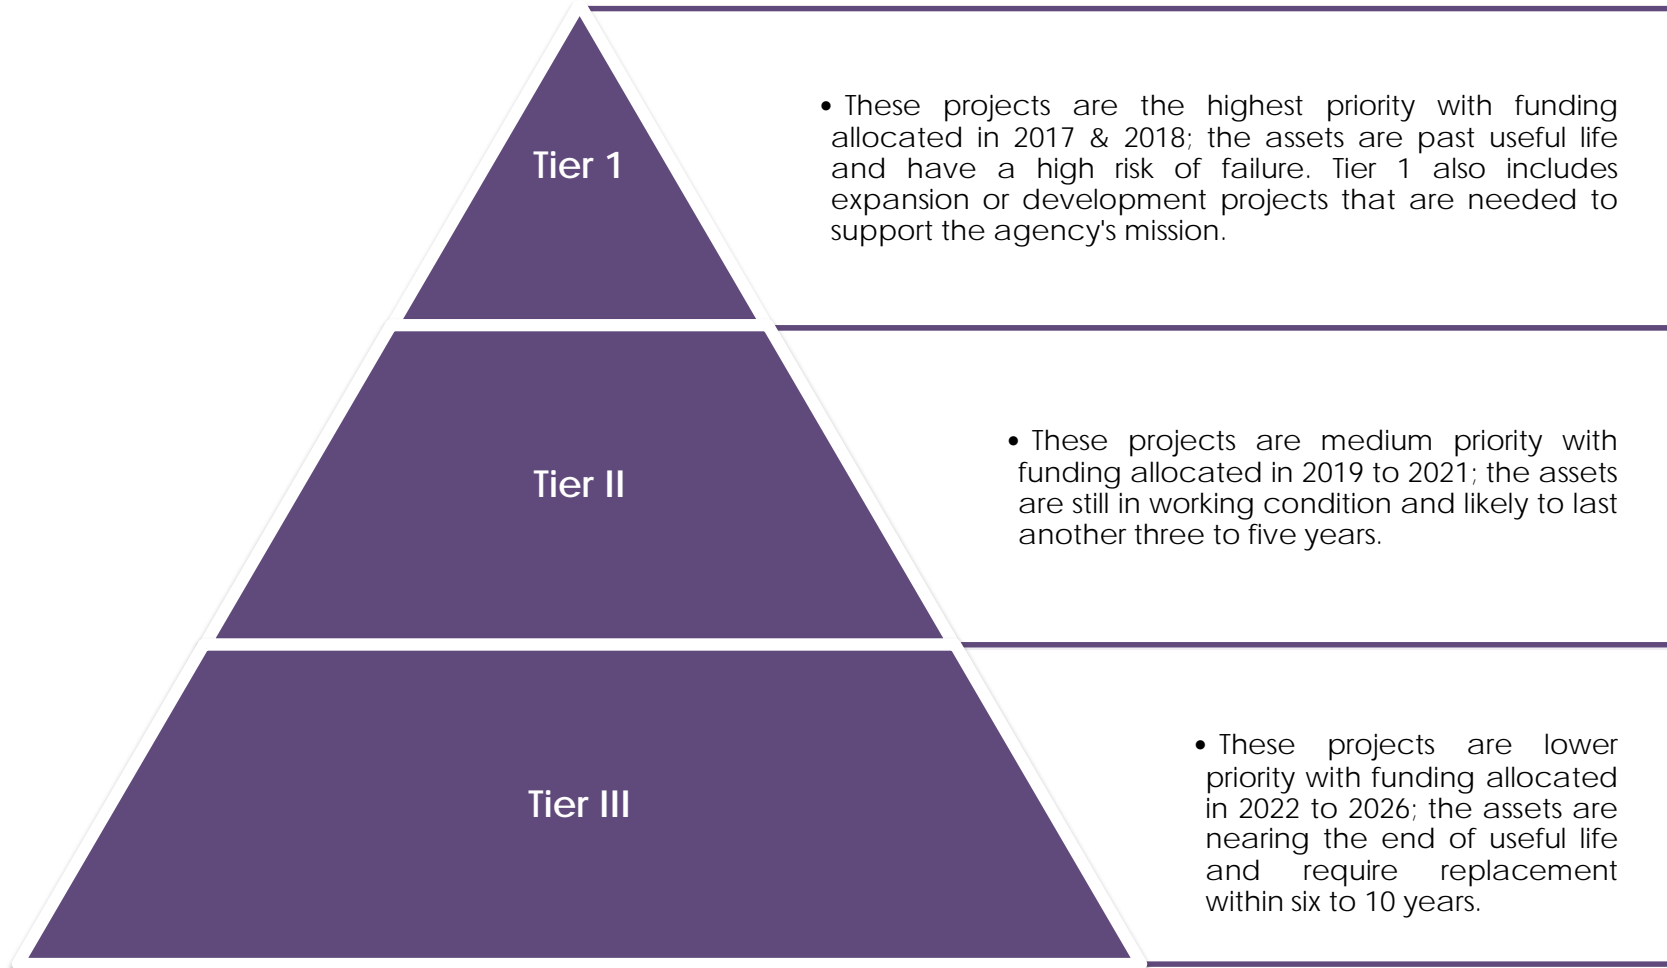 Tier 1
• These projects are the highest priority with funding
allocated in 2017 & 2018; the assets are past useful life
and have a high risk of failure. Tier 1 also includes
expansion or development projects that are needed to
support the agency's mission.
Tier II
• These projects are medium priority with
funding allocated in 2019 to 2021; the assets
are still in working condition and likely to last
another three to five years.
Tier III
• These projects are lower
priority with funding allocated
in 2022 to 2026; the assets are
nearing the end of useful life
and require replacement
within six to 10 years.